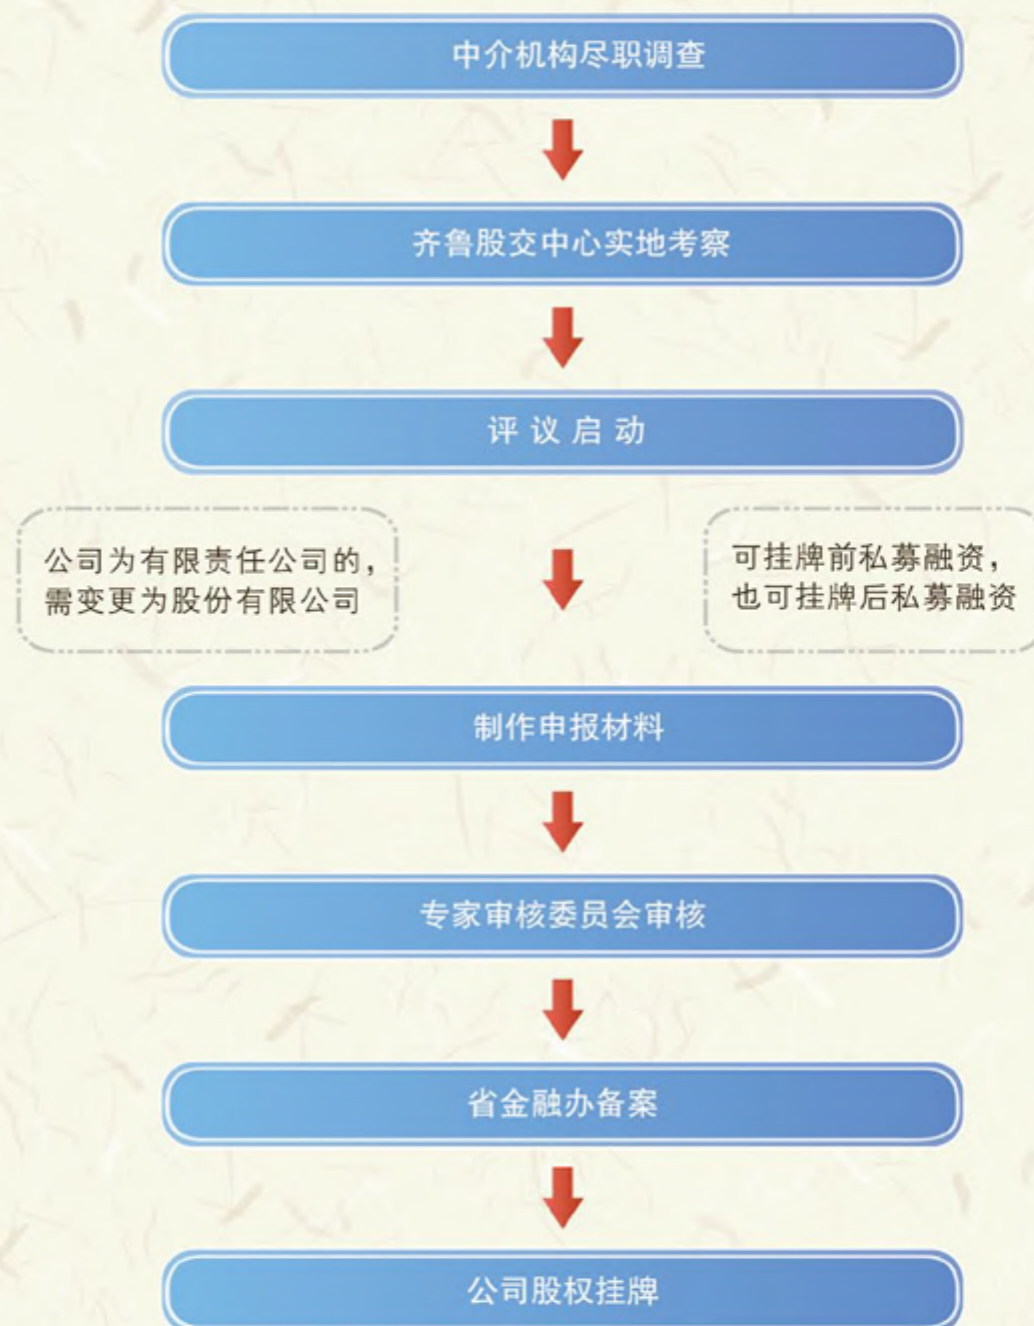 中介机构尽职调查
齐鲁股交中心实地考察
评议启动
公司为有限责任公司的，
需变更为股份有限公司
可挂牌前私募融资，
也可挂牌后私募融资
制作申报材料
专家审核委员会审核
省金融办备案
公司股权挂牌